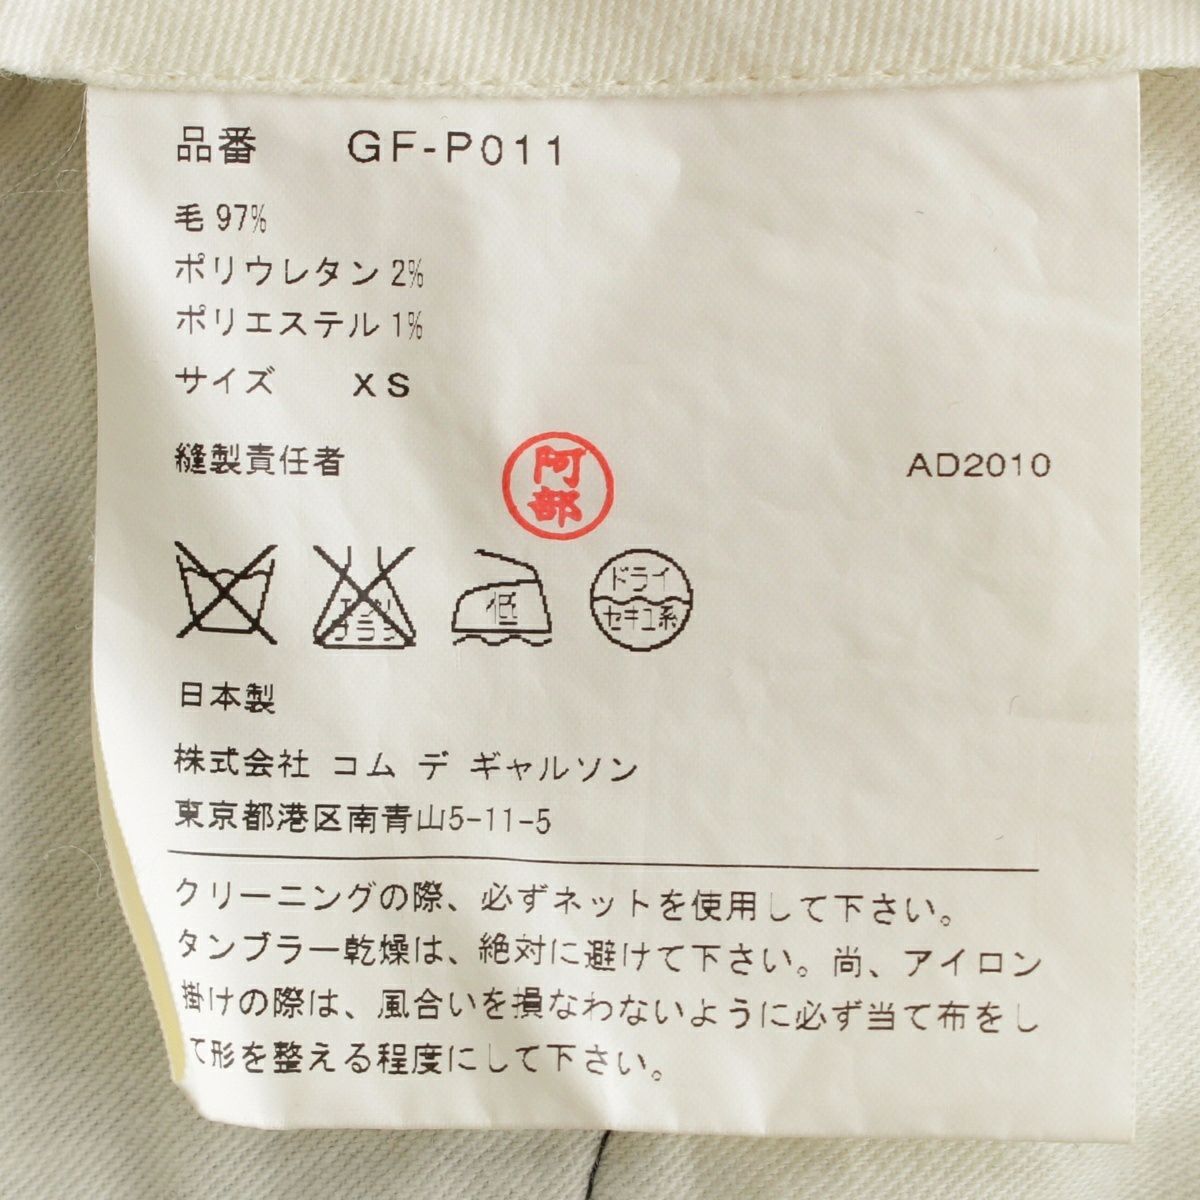 品番 GF-P011
毛 97%
ポリウレタン 2%
ポリエステル 1%
サイズ XS
縫製責任者 阿部 AD2010
エンソ
ブラシ
低
ドライ
セキユ系
日本製
株式会社 コム デ ギャルソン
東京都港区南青山5-11-5
クリーニングの際、必ずネットを使用して下さい。
タンブラー乾燥は、絶対に避けて下さい。尚、アイロン
掛けの際は、風合いを損なわないように必ず当て布をし
て形を整える程度にして下さい。